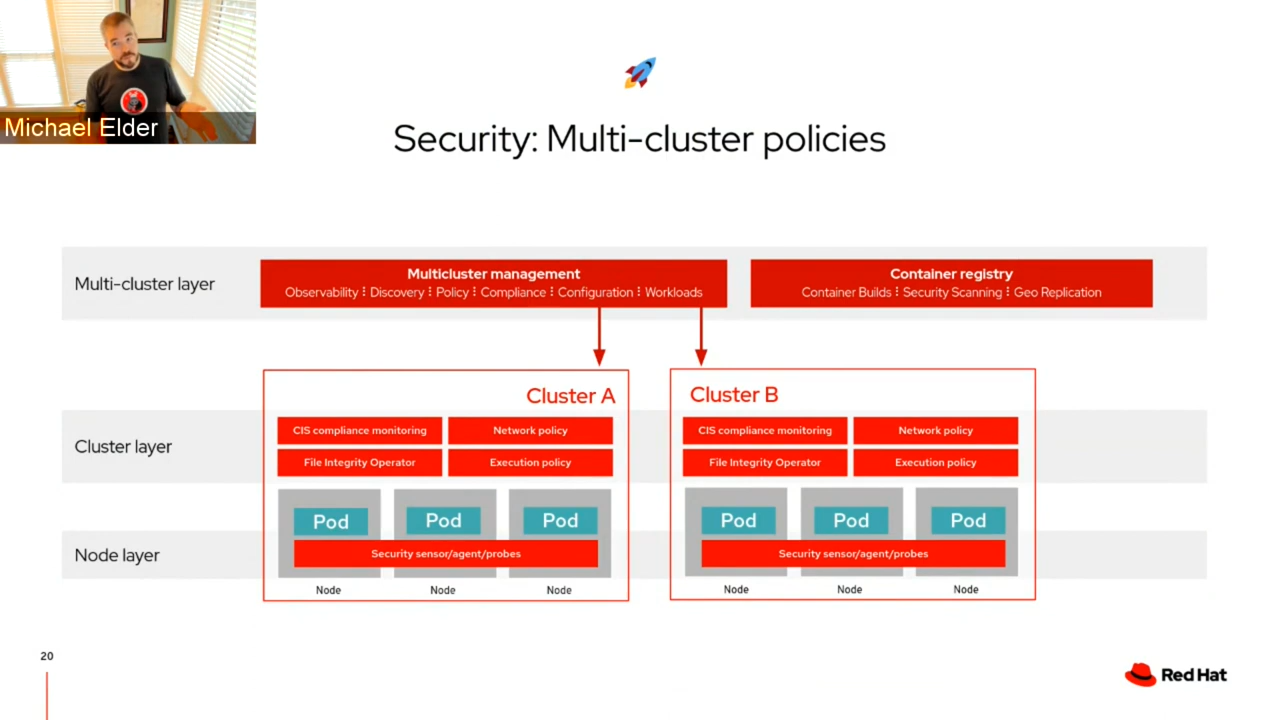 Michael Elder
Security: Multi-cluster policies
Multi-cluster layer
Multicluster management
Observability ⋮ Discovery ⋮ Policy ⋮ Compliance ⋮ Configuration ⋮ Workloads
Container registry
Container Builds ⋮ Security Scanning ⋮ Geo Replication
Cluster layer
Node layer
Cluster A
CIS compliance monitoring
Network policy
File Integrity Operator
Execution policy
Pod
Pod
Pod
Security sensor/agent/probes
Node
Node
Node
Cluster B
CIS compliance monitoring
Network policy
File Integrity Operator
Execution policy
Pod
Pod
Pod
Security sensor/agent/probes
Node
Node
Node
20
Red Hat